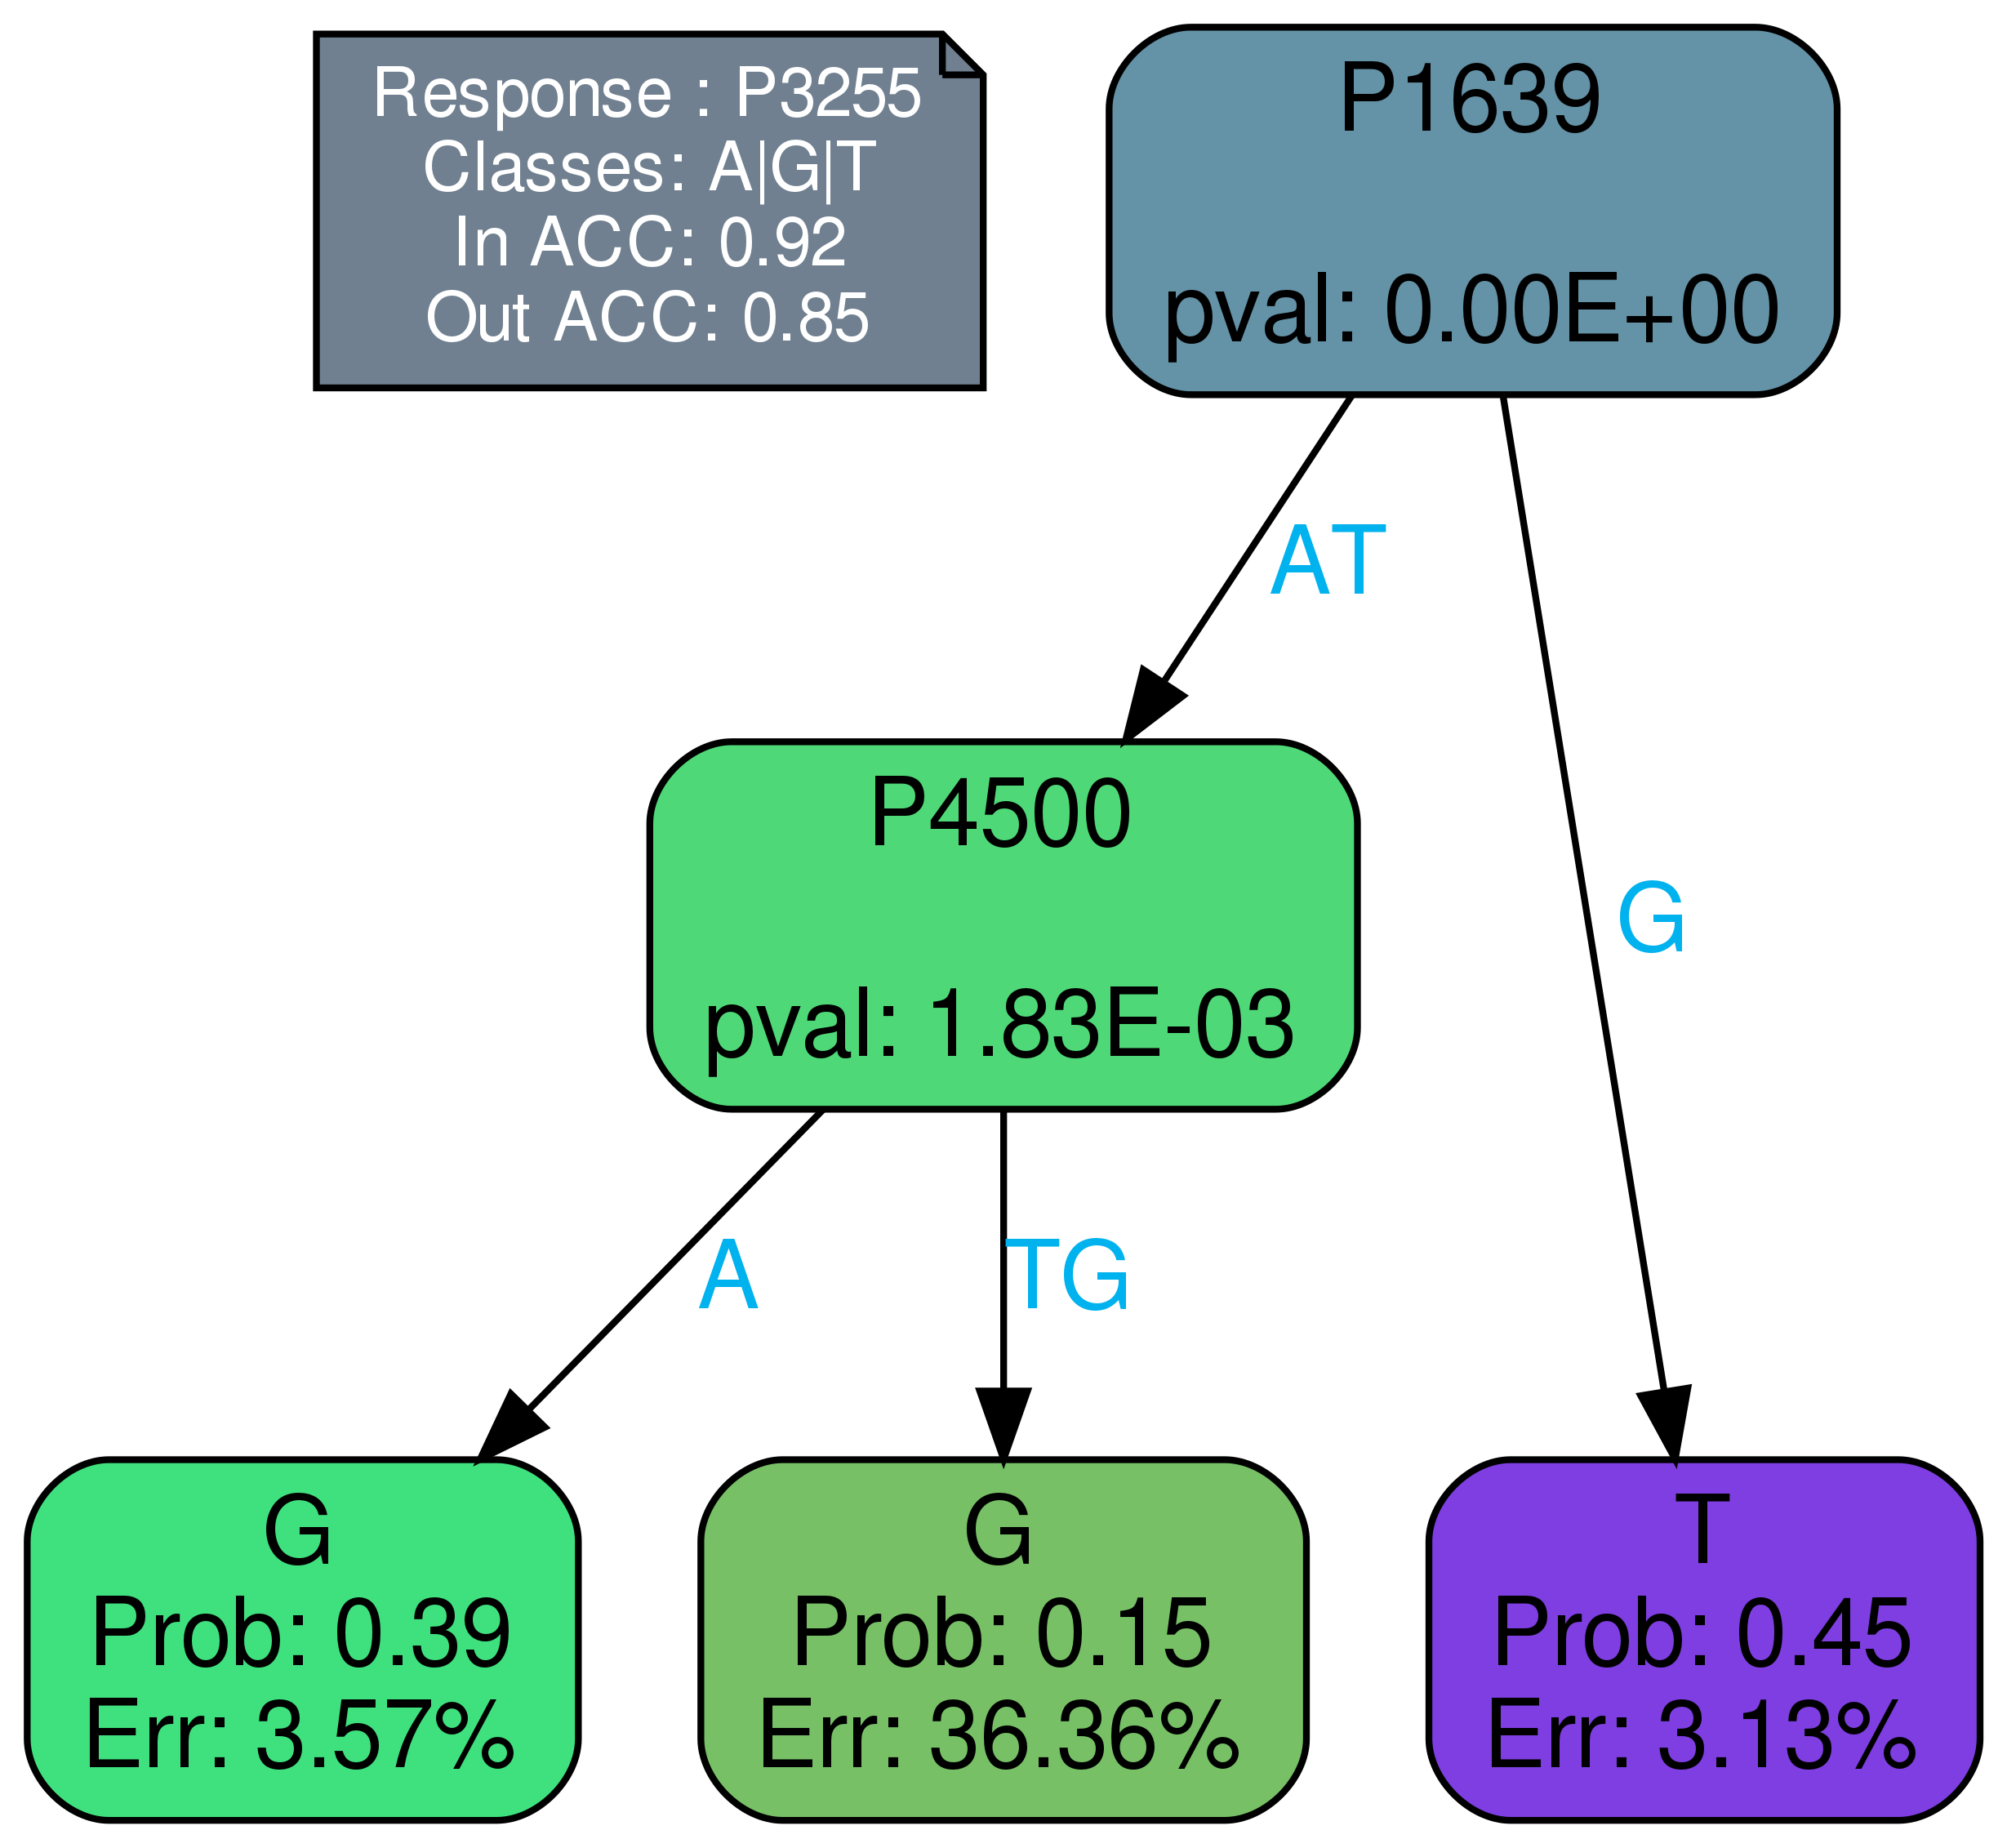 Response : P3255
Classes: A|G|T
In ACC: 0.92
Out ACC: 0.85
P1639
pval: 0.00E+00
AT
G
P4500
pval: 1.83E-03
A
TG
G
Prob: 0.39
Err: 3.57%
G
Prob: 0.15
Err: 36.36%
T
Prob: 0.45
Err: 3.13%